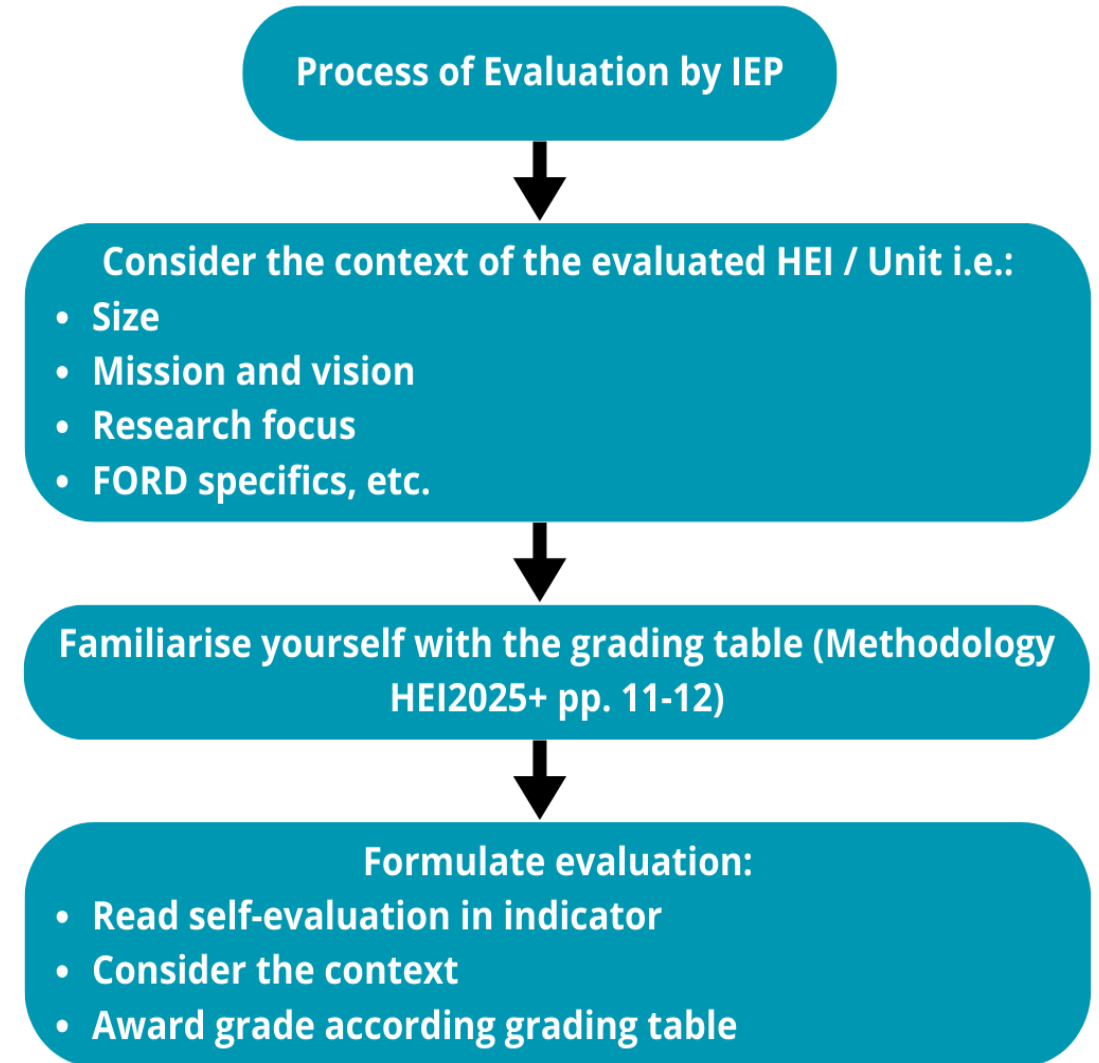 Process of Evaluation by IEP
Consider the context of the evaluated HEI / Unit i.e.:
• Size
• Mission and vision
• Research focus
• FORD specifics, etc.
Familiarise yourself with the grading table (Methodology
HEI2025+ pp. 11-12)
Formulate evaluation:
• Read self-evaluation in indicator
• Consider the context
• Award grade according grading table